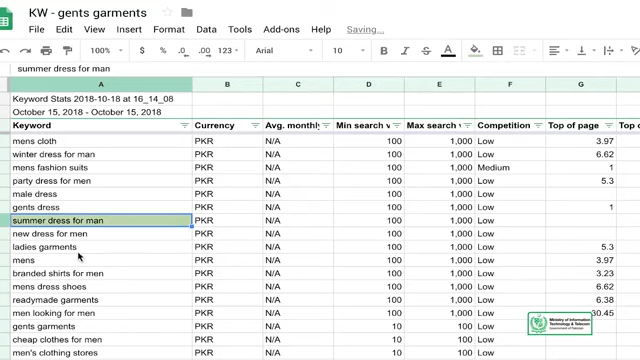 KW - gents garments
File Edit View Insert Format Data Tools Add-ons Help Saving...
100% $ % .0 .00 123 Arial 10 B I S A
summer dress for man
A B C D E F G
Keyword Stats 2018-10-18 at 16_14_08
October 15, 2018 - October 15, 2018
Keyword Currency Avg. monthly Min search v Max search v Competition Top of page Top
mens cloth PKR N/A 100 1,000 Low 3.97
winter dress for man PKR N/A 100 1,000 Low 6.62
mens fashion suits PKR N/A 100 1,000 Medium 1
party dress for men PKR N/A 100 1,000 Low 5.3
male dress PKR N/A 100 1,000 Low
gents dress PKR N/A 100 1,000 Low 1
summer dress for man PKR N/A 100 1,000 Low
new dress for men PKR N/A 100 1,000 Low
ladies garments PKR N/A 100 1,000 Low 5.3
mens PKR N/A 100 1,000 Low 3.97
branded shirts for men PKR N/A 100 1,000 Low 3.23
mens dress shoes PKR N/A 100 1,000 Low 6.62
readymade garments PKR N/A 100 1,000 Low 6.38
men looking for men PKR N/A 100 1,000 Low 30.45
gents garments PKR N/A 10 100 Low
cheap clothes for men PKR N/A 10 100 Low
men's clothing stores PKR N/A 10 100 Low
Ministry of Information
Technology & Telecom
Government of Pakistan